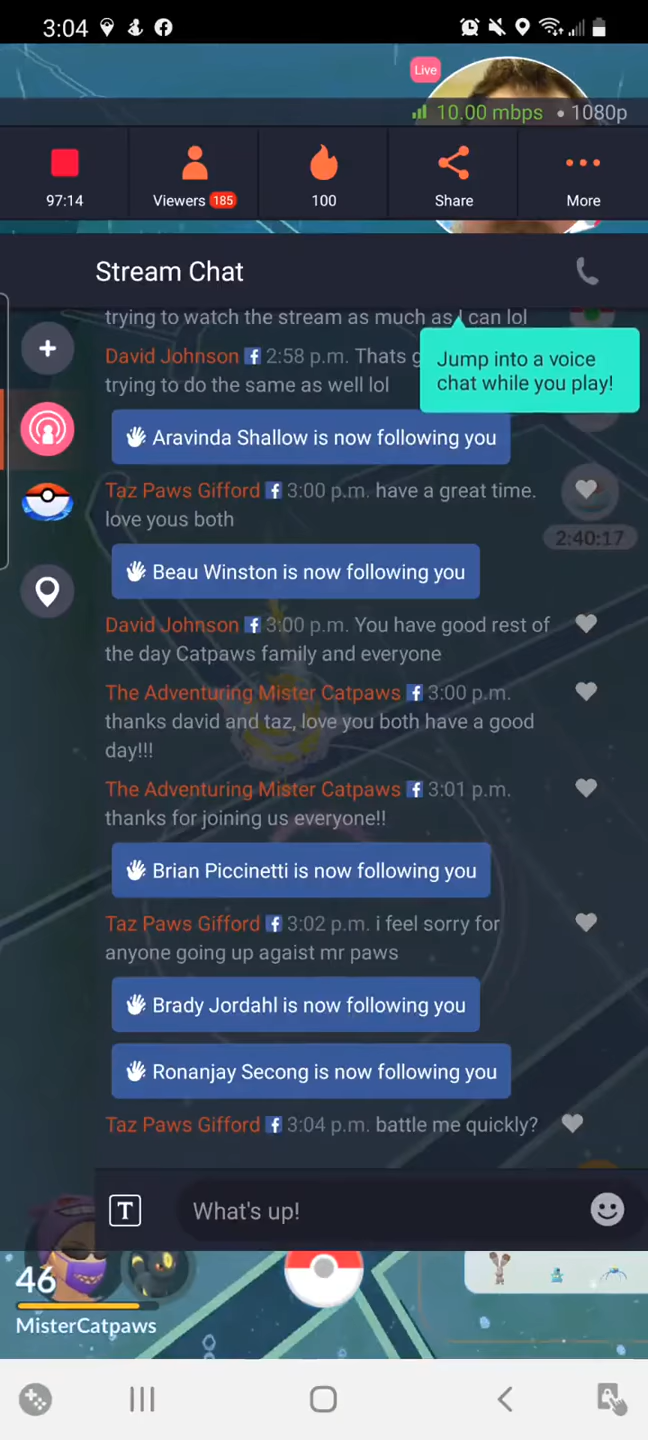 3:04
Live
10.00 mbps • 1080p
97:14
Viewers 185
100
Share
More
Stream Chat
trying to watch the stream as much as I can lol
Jump into a voice
chat while you play!
David Johnson 2:58 p.m. Thats g
trying to do the same as well lol
Aravinda Shallow is now following you
Taz Paws Gifford 3:00 p.m. have a great time.
love yous both
2:40:17
Beau Winston is now following you
David Johnson 3:00 p.m. You have good rest of
the day Catpaws family and everyone
The Adventuring Mister Catpaws 3:00 p.m.
thanks david and taz, love you both have a good
day!!!
The Adventuring Mister Catpaws 3:01 p.m.
thanks for joining us everyone!!
Brian Piccinetti is now following you
Taz Paws Gifford 3:02 p.m. i feel sorry for
anyone going up agaist mr paws
Brady Jordahl is now following you
Ronanjay Secong is now following you
Taz Paws Gifford 3:04 p.m. battle me quickly?
T
What's up!
46
MisterCatpaws